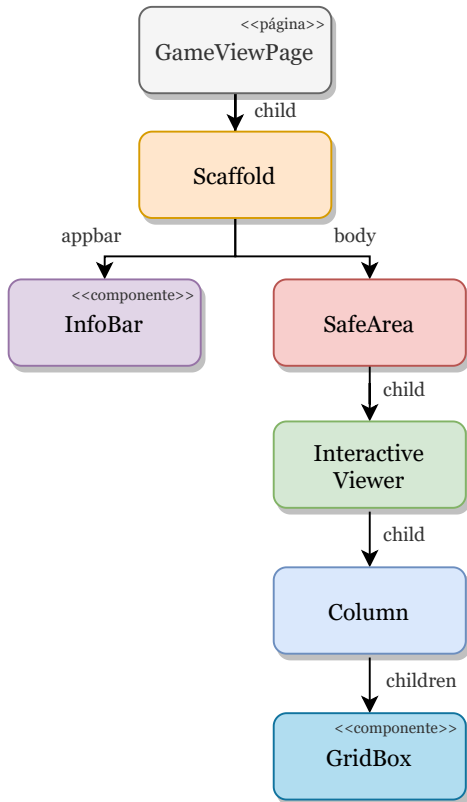 <<página>>
GameViewPage
child
Scaffold
appbar
body
<<componente>>
InfoBar
SafeArea
child
Interactive
Viewer
child
Column
children
<<componente>>
GridBox